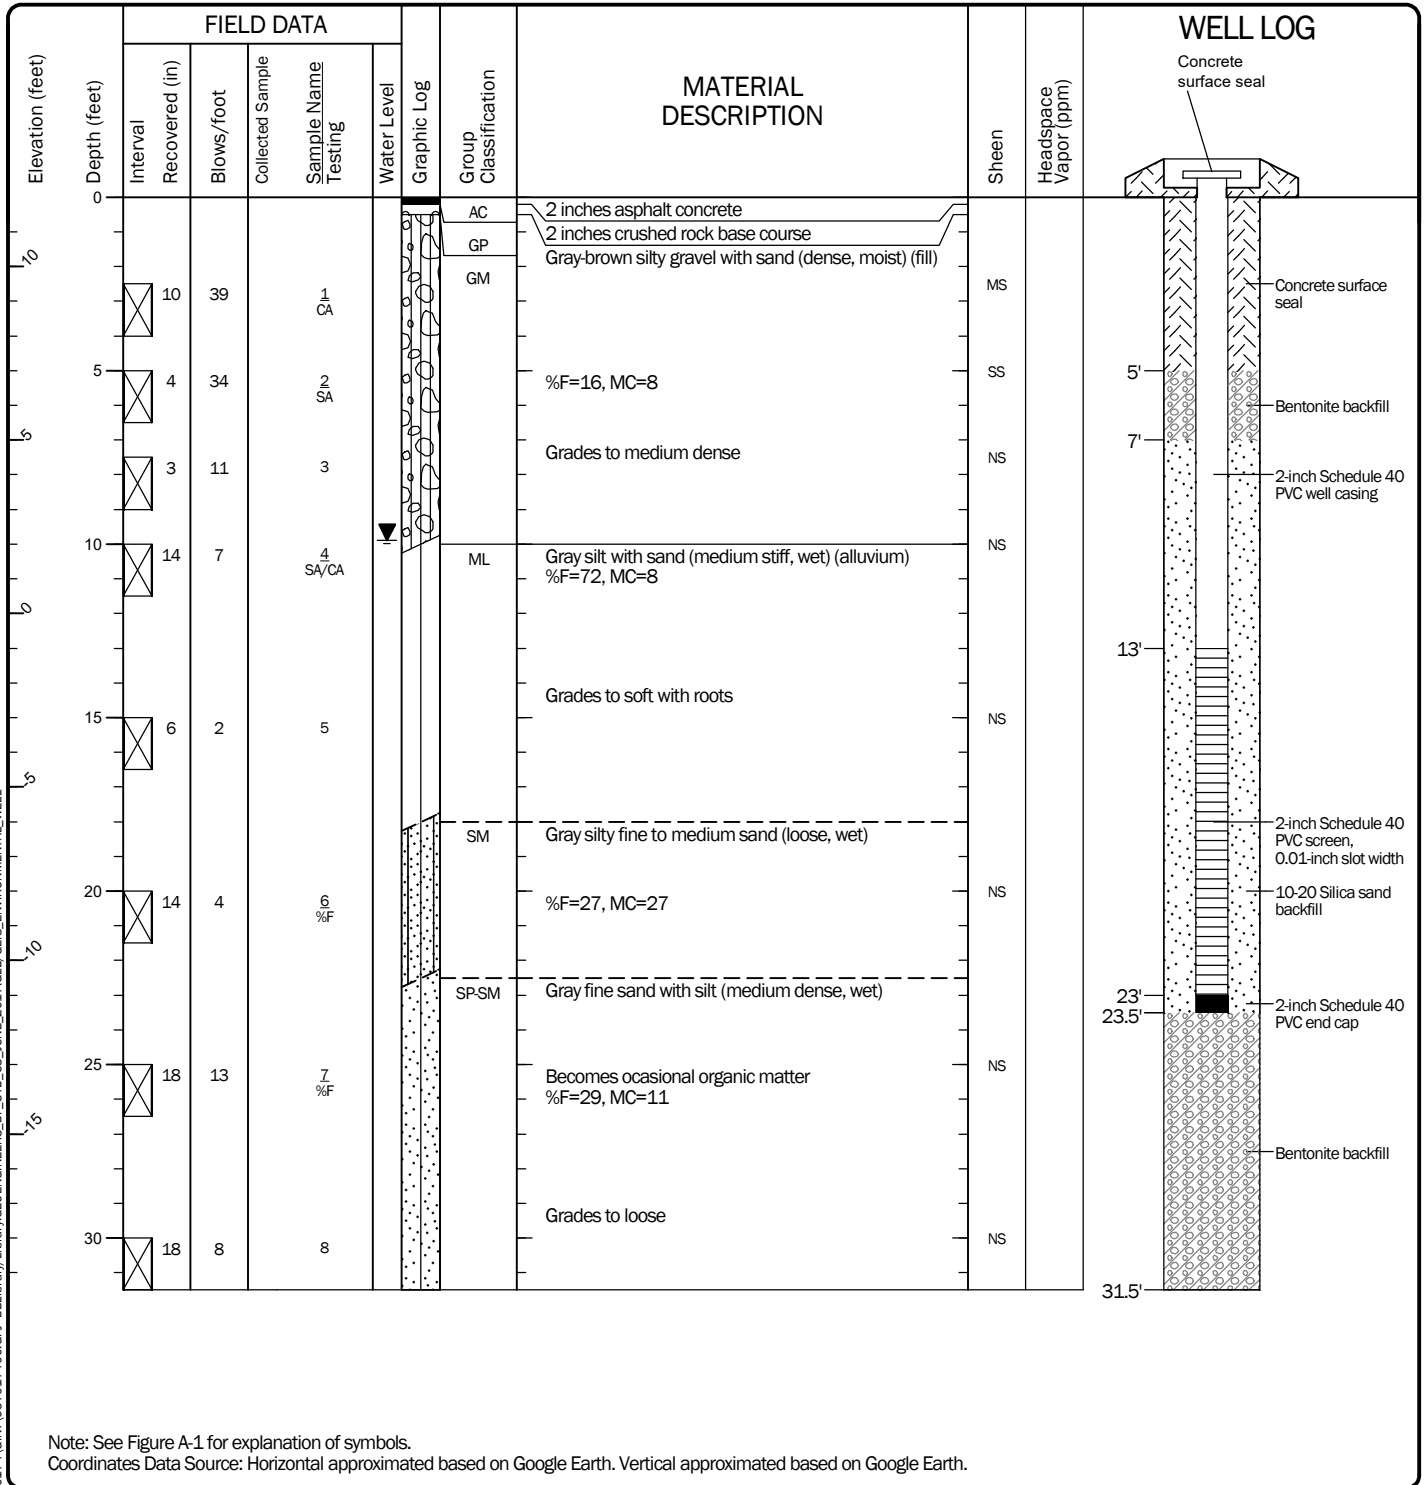 FIELD DATA
WELL LOG
Elevation (feet)
Depth (feet)
Interval
Recovered (in)
Blows/foot
Collected Sample
Sample Name
Testing
Water Level
Graphic Log
Group
Classification
MATERIAL
DESCRIPTION
Sheen
Headspace
Vapor (ppm)
Concrete
surface seal
0
AC
2 inches asphalt concrete
GP
2 inches crushed rock base course
10
GM
Gray-brown silty gravel with sand (dense, moist) (fill)
10
39
1
CA
MS
Concrete surface
seal
5
4
34
2
SA
%F=16, MC=8
SS
5'
Bentonite backfill
5
7'
3
11
3
Grades to medium dense
NS
2-inch Schedule 40
PVC well casing
10
14
7
4
SA/CA
ML
Gray silt with sand (medium stiff, wet) (alluvium)
%F=72, MC=8
NS
0
13'
Grades to soft with roots
15
6
2
5
NS
-5
SM
Gray silty fine to medium sand (loose, wet)
2-inch Schedule 40
PVC screen,
0.01-inch slot width
20
14
4
6
%F
%F=27, MC=27
NS
10-20 Silica sand
backfill
-10
SP-SM
Gray fine sand with silt (medium dense, wet)
23'
23.5'
2-inch Schedule 40
PVC end cap
25
18
13
7
%F
Becomes ocasional organic matter
%F=29, MC=11
NS
-15
Bentonite backfill
Grades to loose
30
18
8
8
NS
31.5'
Note: See Figure A-1 for explanation of symbols.
Coordinates Data Source: Horizontal approximated based on Google Earth. Vertical approximated based on Google Earth.